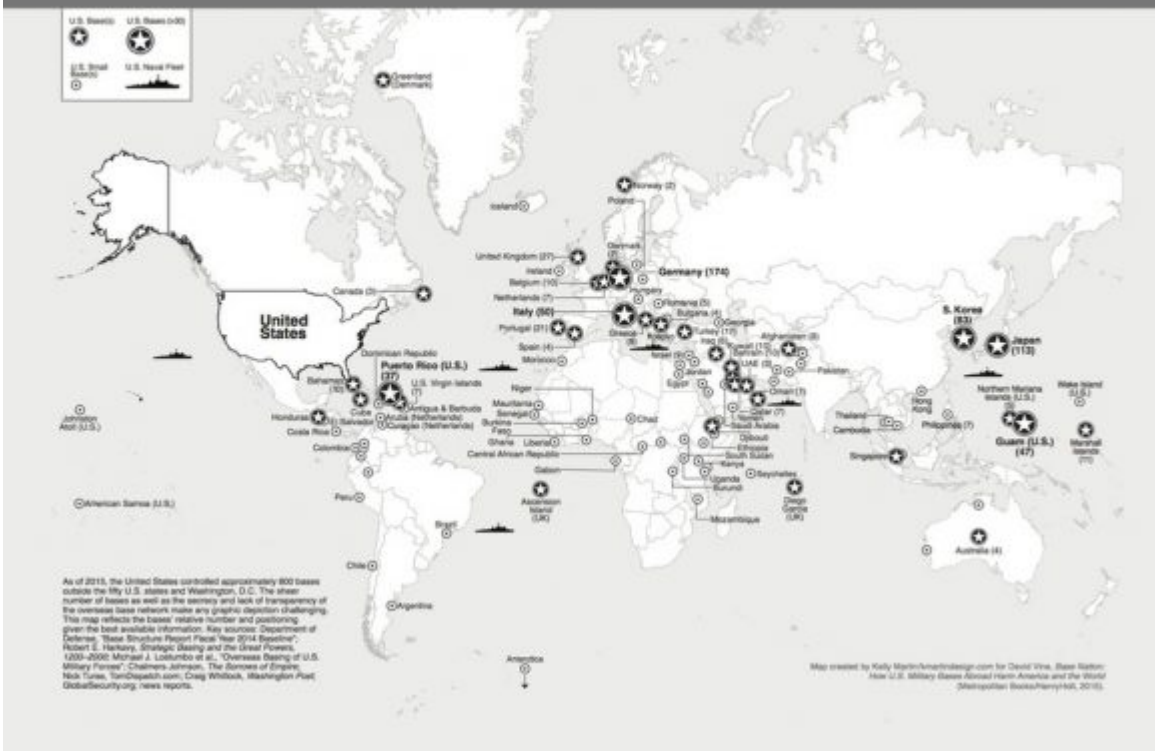 U.S. Base(s)
U.S. Bases (>30)
U.S. Small
Base(s)
U.S. Naval Fleet
Greenland
(Denmark)
Norway (2)
Iceland
Poland
Denmark
United Kingdom (27)
Ireland
Germany (174)
Belgium (10)
Canada (3)
Netherlands (7)
Hungary
Romania (5)
Italy (50)
Bulgaria (4)
Georgia
S. Korea
(83)
United
States
Portugal (21)
Greece
Turkey (17)
Afghanistan (9)
Japan
(113)
Spain (4)
Israel
Kuwait
Bahrain
UAE
Dominican Republic
Morocco
Jordan
Pakistan
Puerto Rico (U.S.)
(37)
Egypt
Northern Mariana
Islands (U.S.)
Wake Island
(U.S.)
Bahamas
U.S. Virgin Islands
Niger
Oman
Hong
Kong
Johnston
Atoll (U.S.)
Cuba
Antigua & Barbuda
Mauritania
Qatar
Yemen
Thailand
Philippines
Honduras
El Salvador
Aruba (Netherlands)
Senegal
Chad
Saudi Arabia
Cambodia
Guam (U.S.)
(47)
Marshall
Islands
(11)
Costa Rica
Curaçao (Netherlands)
Burkina
Faso
Djibouti
Colombia
Ghana
Liberia
Ethiopia
Central African Republic
South Sudan
Singapore
Gabon
Kenya
Seychelles
Uganda
Burundi
American Samoa (U.S.)
Peru
Ascension
Island
(UK)
Diego
Garcia
(UK)
Mozambique
Brazil
Australia (4)
Chile
Argentina
As of 2015, the United States controlled approximately 800 bases
outside the fifty U.S. states and Washington, D.C. The sheer
number of bases as well as the secrecy and lack of transparency of
the overseas base network make any graphic depiction challenging.
This map reflects the bases' relative number and positioning
given the best available information. Key sources: Department of
Defense, "Base Structure Report Fiscal Year 2014 Baseline";
Robert E. Harkavy, Strategic Basing and the Great Powers,
1200–2000; Michael J. Lostumbo et al., "Overseas Basing of U.S.
Military Forces"; Chalmers Johnson, The Sorrows of Empire;
Nick Turse, TomDispatch.com; Craig Whitlock, Washington Post;
GlobalSecurity.org; news reports.
Antarctica
Map created by Kelly Martin/kmartindesign.com for David Vine, Base Nation:
How U.S. Military Bases Abroad Harm America and the World
(Metropolitan Books/Henry Holt, 2015).